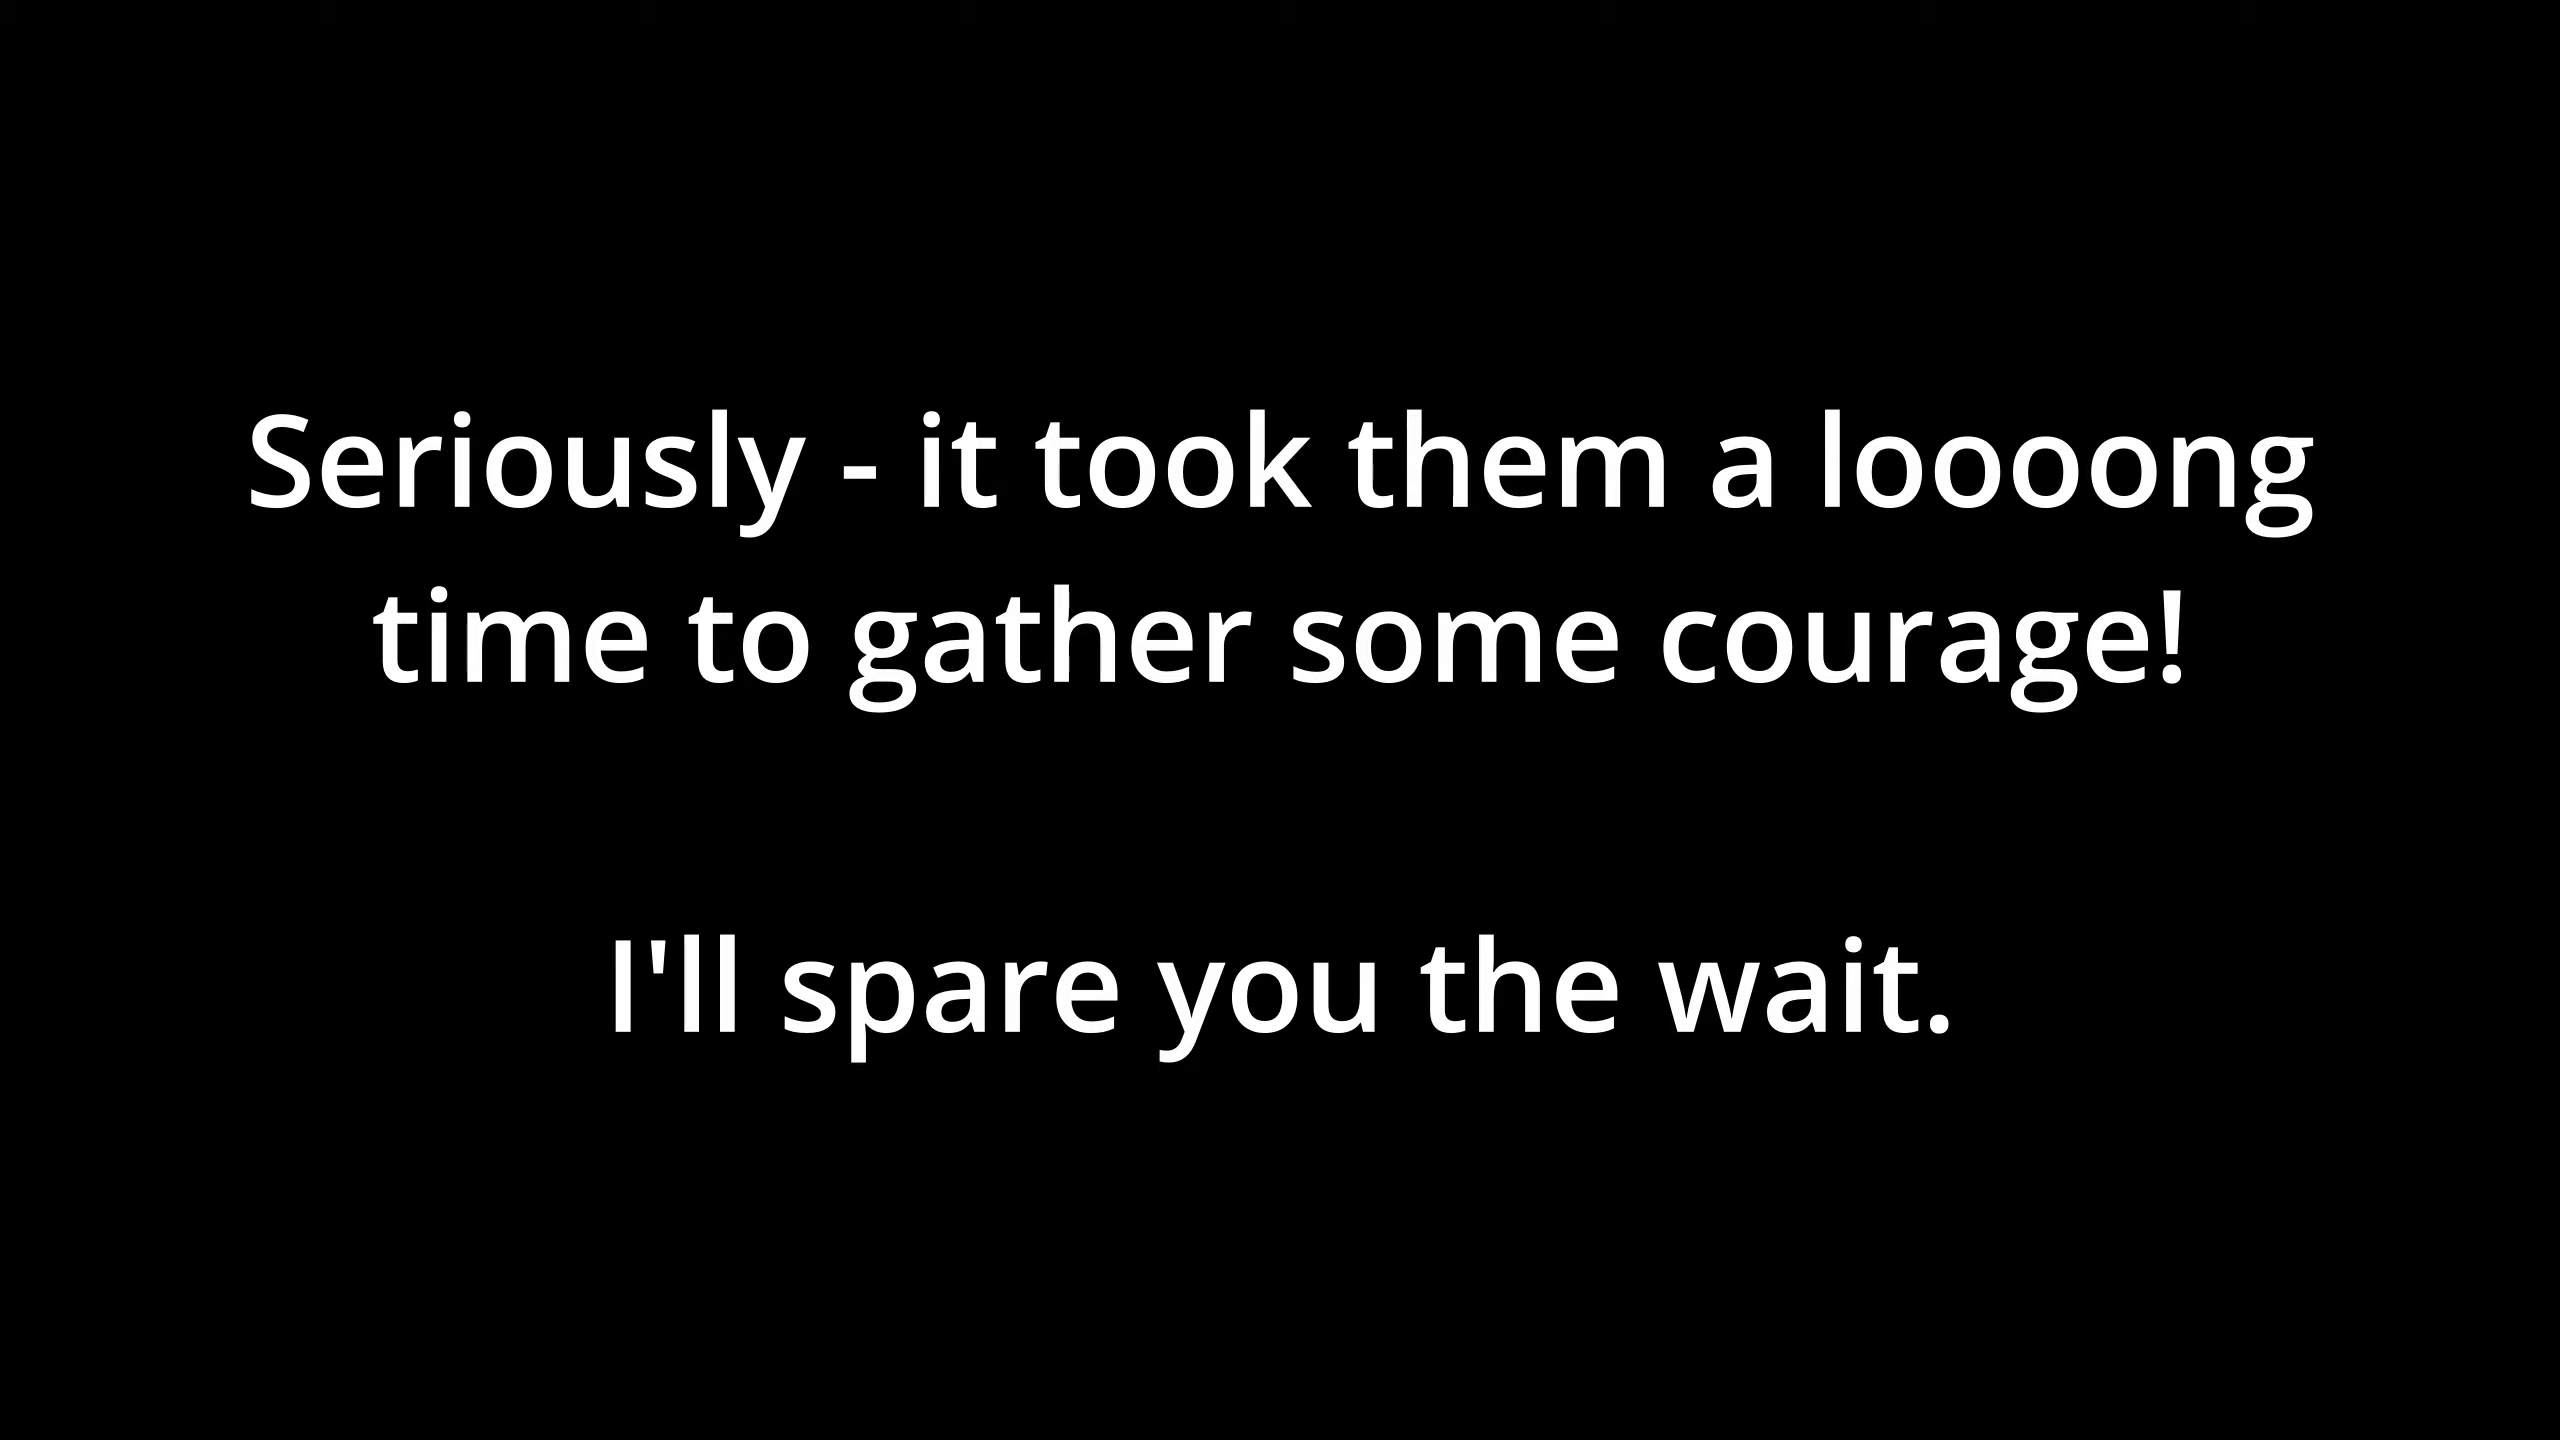 Seriously - it took them a loooong
time to gather some courage!
I'll spare you the wait.